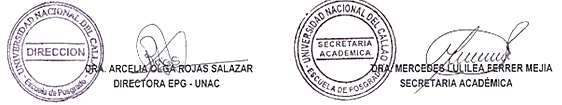 UNIVERSIDAD NACIONAL DEL CALLAO
DIRECCION
Escuela de Posgrado
DRA. ARCELIA OLGA ROJAS SALAZAR
DIRECTORA EPG - UNAC
UNIVERSIDAD NACIONAL DEL CALLAO
SECRETARIA
ACADEMICA
ESCUELA DE POSGRADO
DRA. MERCEDES LULILEA FERRER MEJIA
SECRETARIA ACADÉMICA